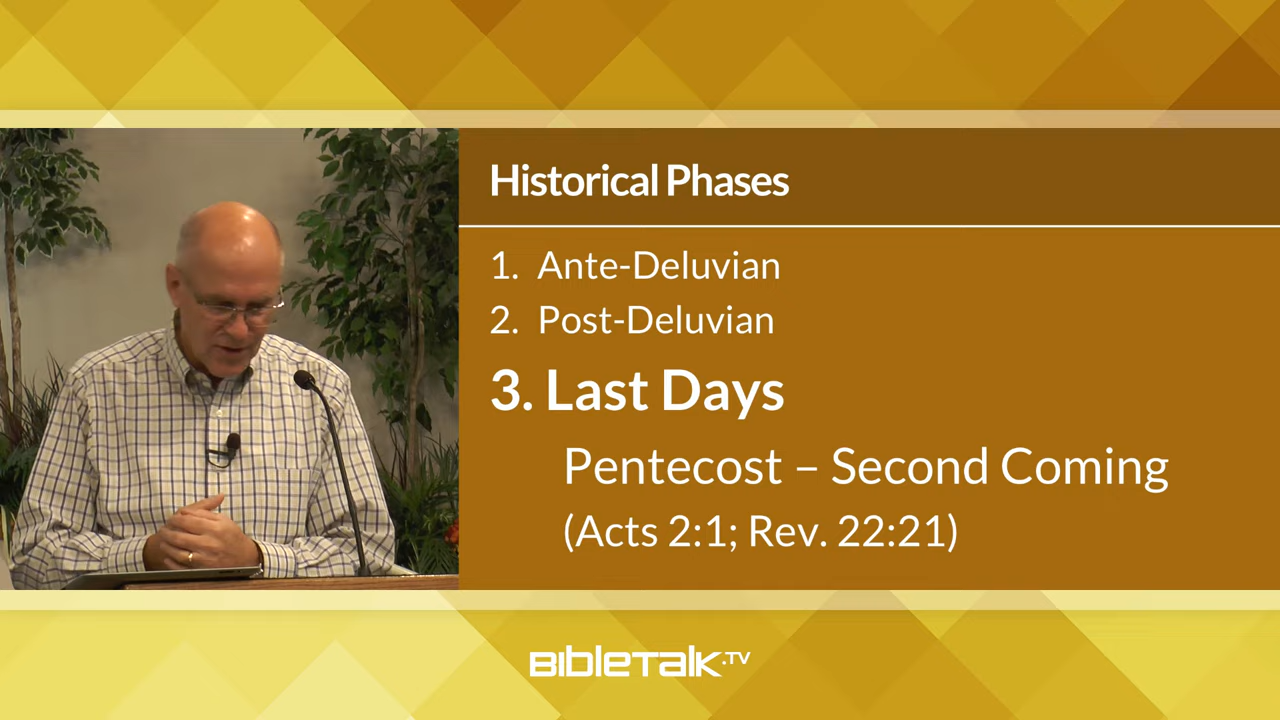 Historical Phases
1. Ante-Deluvian
2. Post-Deluvian
3. Last Days
Pentecost – Second Coming
(Acts 2:1; Rev. 22:21)
BIBLETALK.TV